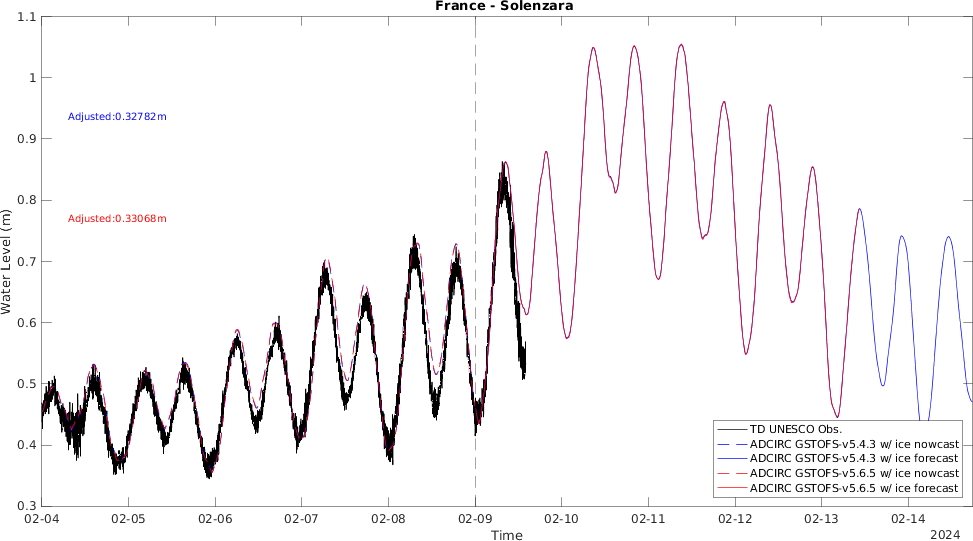 France - Solenzara
1.1
1
0.9
0.8
0.7
0.6
0.5
0.4
0.3
Water Level (m)
Adjusted:0.32782m
Adjusted:0.33068m
TD UNESCO Obs.
ADCIRC GSTOFS-v5.4.3 w/ ice nowcast
ADCIRC GSTOFS-v5.4.3 w/ ice forecast
ADCIRC GSTOFS-v5.6.5 w/ ice nowcast
ADCIRC GSTOFS-v5.6.5 w/ ice forecast
02-04 02-05 02-06 02-07 02-08 02-09 02-10 02-11 02-12 02-13 02-14
Time
2024